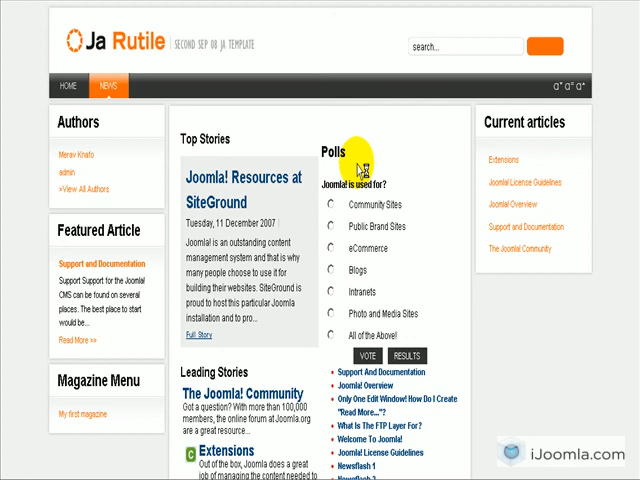 Ja Rutile
SECOND SEP 08 JA TEMPLATE
search...
HOME
NEWS
Authors
Merav Knafo
admin
>View All Authors
Featured Article
Support and Documentation
Support Support for the Joomla!
CMS can be found on several
places. The best place to start
would be...
Read More >>
Magazine Menu
My first magazine
Top Stories
Joomla! Resources at
SiteGround
Tuesday, 11 December 2007
Joomla! is an outstanding content
management system and that is why
many people choose to use it for
building their websites. SiteGround is
proud to host this particular Joomla
installation and to pro...
Full Story
Leading Stories
The Joomla! Community
Got a question? With more than 100,000
members, the online forum at Joomla.org
are a great resource...
Extensions
Out of the box, Joomla does a great
job of managing the content needed to
Polls
Joomla! is used for?
Community Sites
Public Brand Sites
eCommerce
Blogs
Intranets
Photo and Media Sites
All of the Above!
VOTE
RESULTS
Support And Documentation
Joomla! Overview
Only One Edit Window! How Do I Create
"Read More..."?
What Is The FTP Layer For?
Welcome To Joomla!
Joomla! License Guidelines
Newsflash 1
Current articles
Extensions
Joomla! License Guidelines
Joomla! Overview
Support and Documentation
The Joomla! Community
iJoomla.com